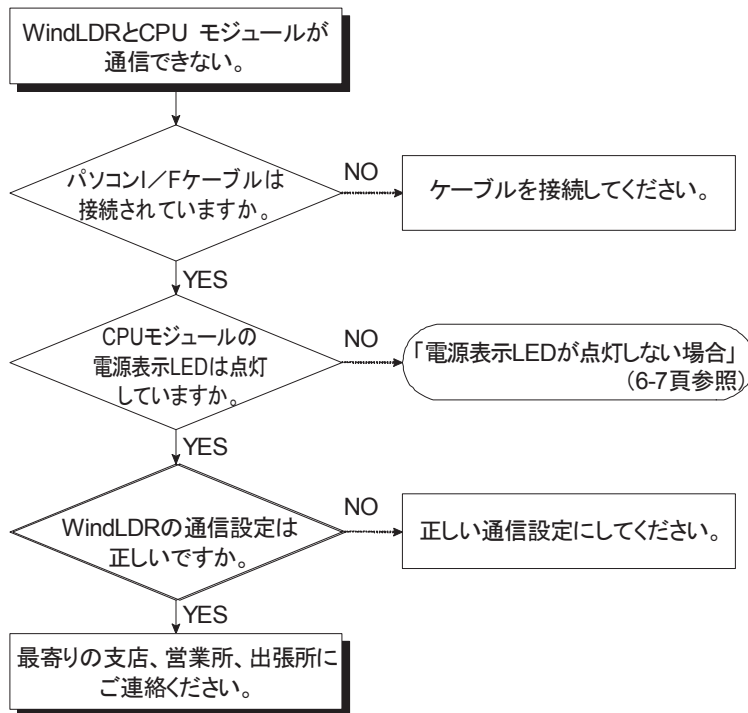 WindLDRとCPU モジュールが
通信できない。
パソコンI／Fケーブルは
接続されていますか。
NO
ケーブルを接続してください。
YES
CPUモジュールの
電源表示LEDは点灯
していますか。
NO
「電源表示LEDが点灯しない場合」
（6-7頁参照）
YES
WindLDRの通信設定は
正しいですか。
NO
正しい通信設定にしてください。
YES
最寄りの支店、営業所、出張所に
ご連絡ください。